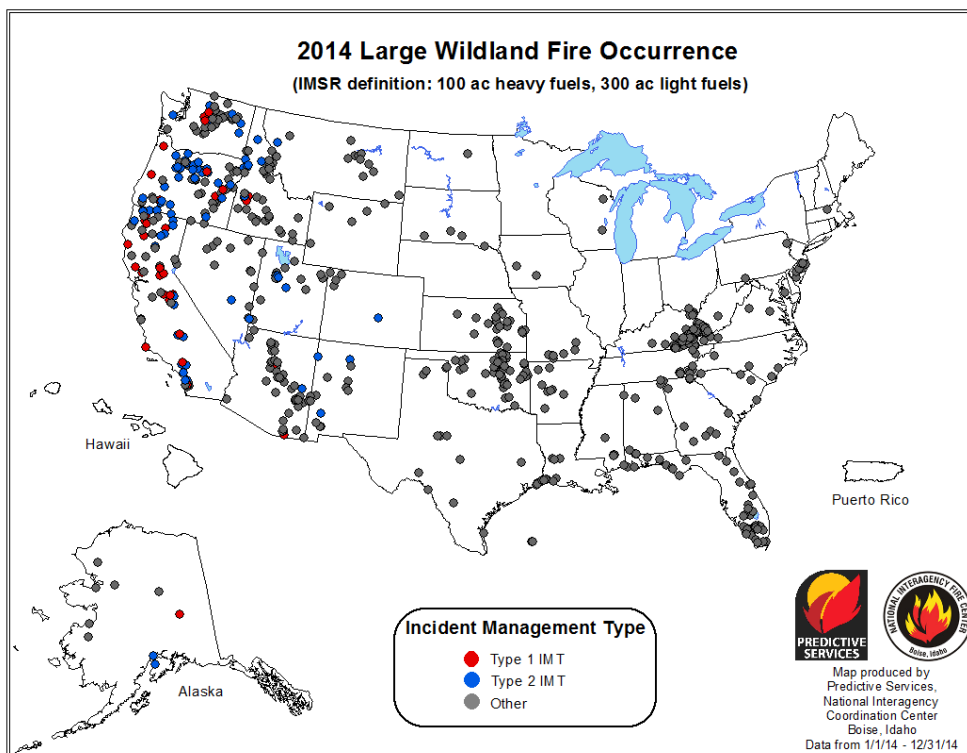 2014 Large Wildland Fire Occurrence
(IMSR definition: 100 ac heavy fuels, 300 ac light fuels)
Hawaii
Puerto Rico
Alaska
Incident Management Type
Type 1 IMT
Type 2 IMT
Other
PREDICTIVE
SERVICES
NATIONAL INTERAGENCY FIRE CENTER
Boise, Idaho
Map produced by
Predictive Services,
National Interagency
Coordination Center
Boise, Idaho
Data from 1/1/14 - 12/31/14